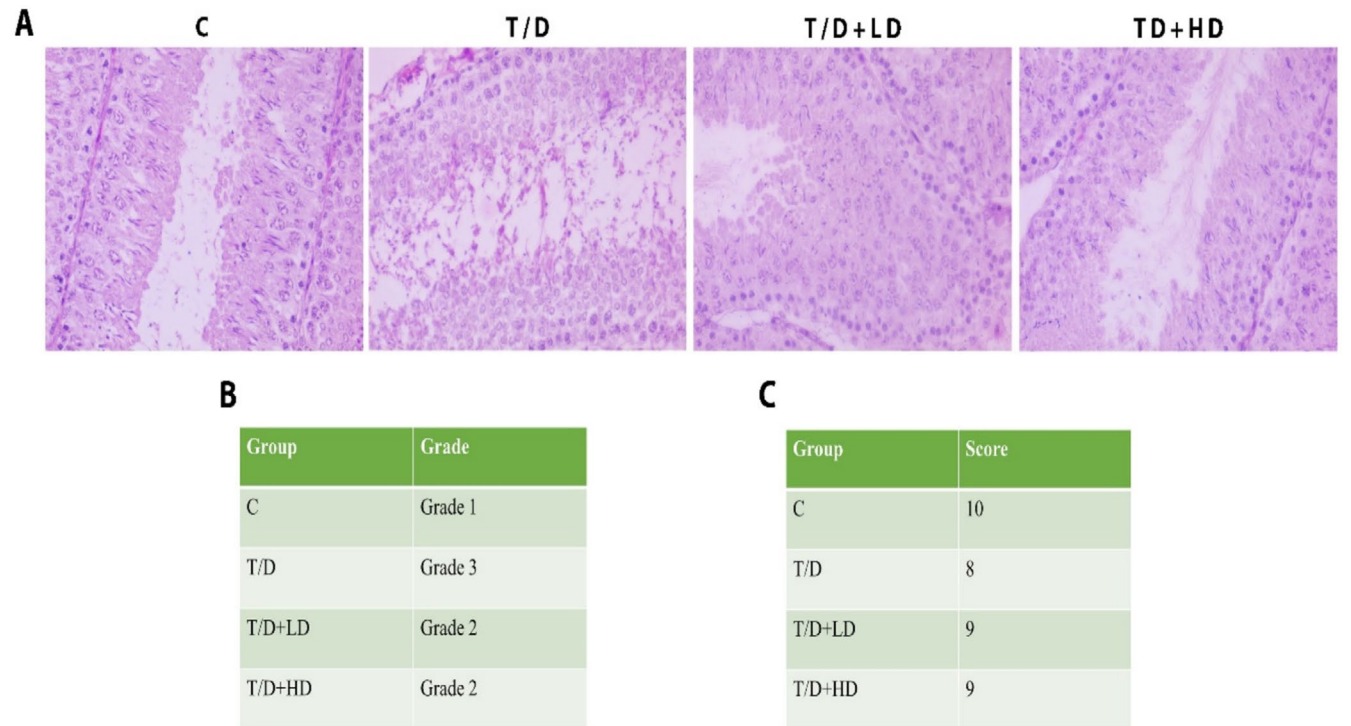 A
C T/D T/D+LD TD+HD
B
Group Grade
C Grade 1
T/D Grade 3
T/D+LD Grade 2
T/D+HD Grade 2
C
Group Score
C 10
T/D 8
T/D+LD 9
T/D+HD 9